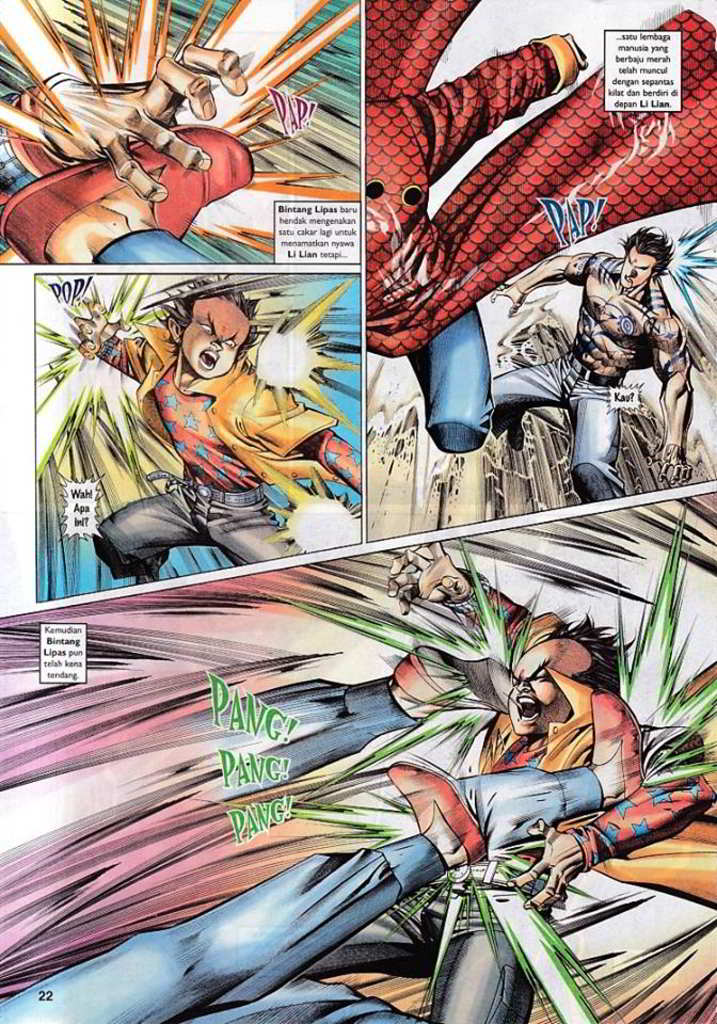 PAP!
Bintang Lipas baru
hendak mengenakan
satu cakar lagi untuk
menamatkan nyawa
Li Lian tetapi...
...satu lembaga
manusia yang
berbaju merah
telah muncul
dengan sepantas
kilat dan berdiri di
depan Li Lian.
PAP!
Kau?
POP!
Wah!
Apa
Ini?
Kemudian
Bintang
Lipas pun
telah kena
tendang.
PANG!
PANG!
PANG!
22